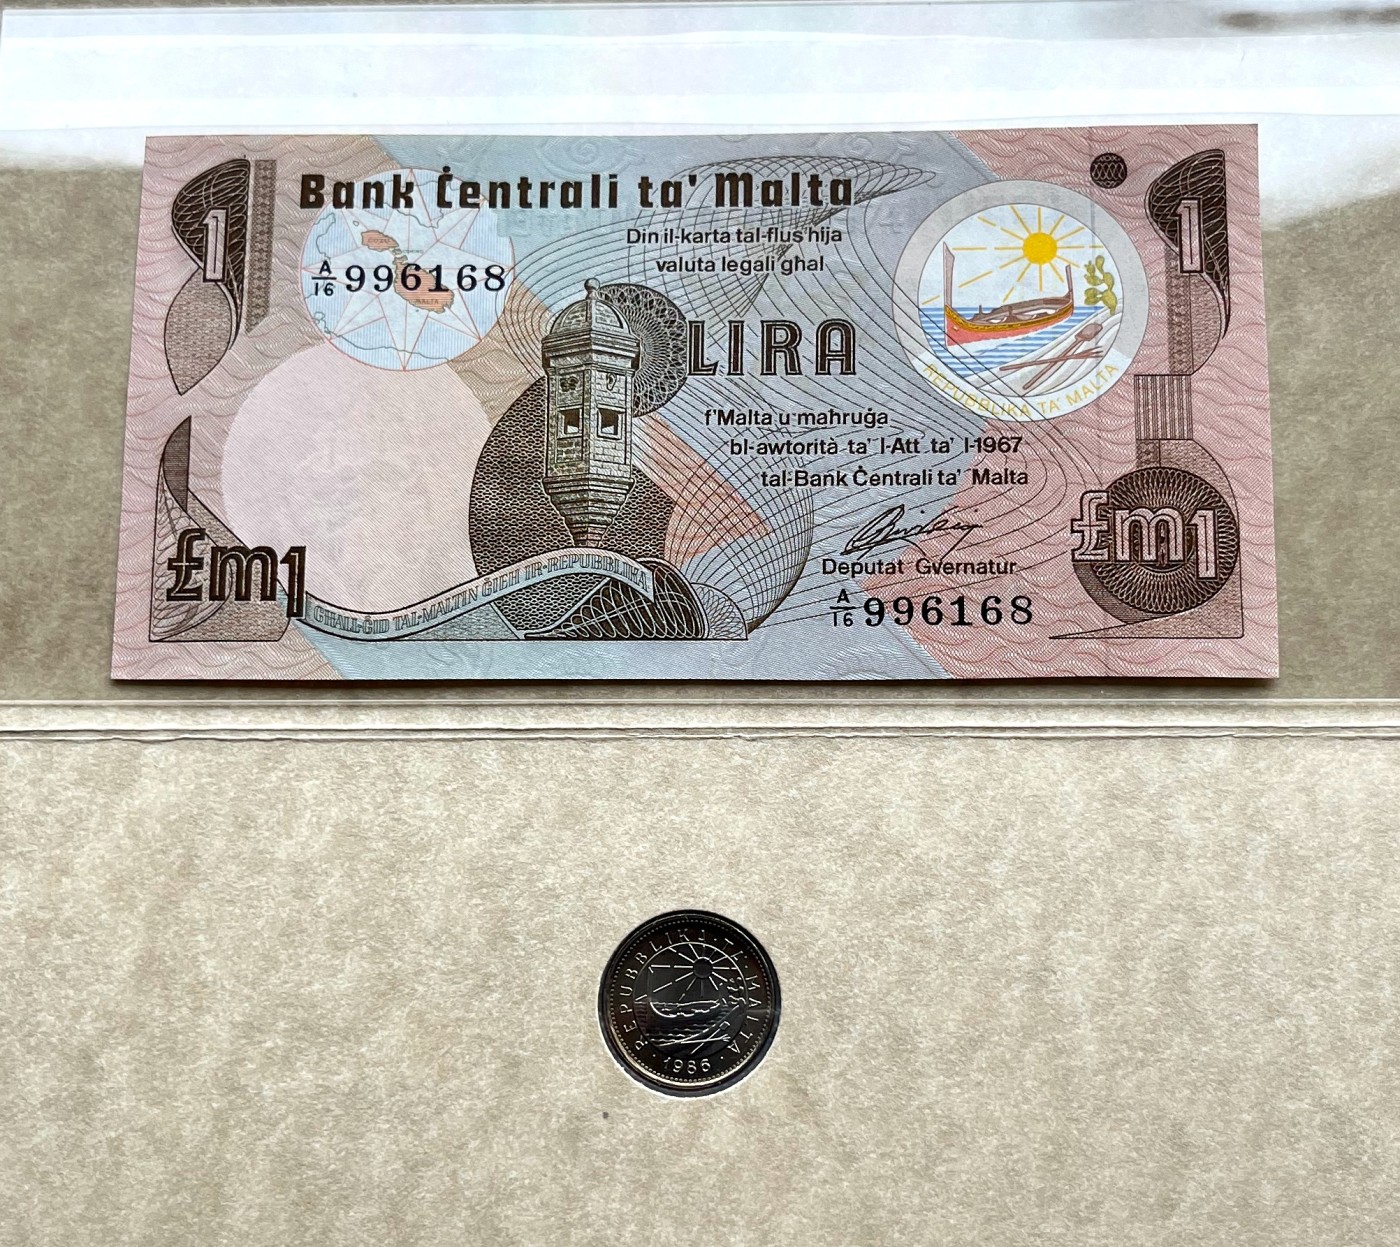 1
Bank Ċentrali ta' Malta
1
Din il-karta tal-flus hija
valuta legali għal
A/16 996168
LIRA
REPUBBLIKA TA' MALTA
f'Malta u maħruġa
bl-awtorità ta' l-Att ta' l-1967
tal-Bank Ċentrali ta' Malta
£m1
£m1
Deputat Gvernatur
GĦALL-ĠID TAL-MALTIN ĠIEĦ IR-REPUBBLIKA
A/16 996168
REPUBBLIKA · TA · MALTA
· 1986 ·